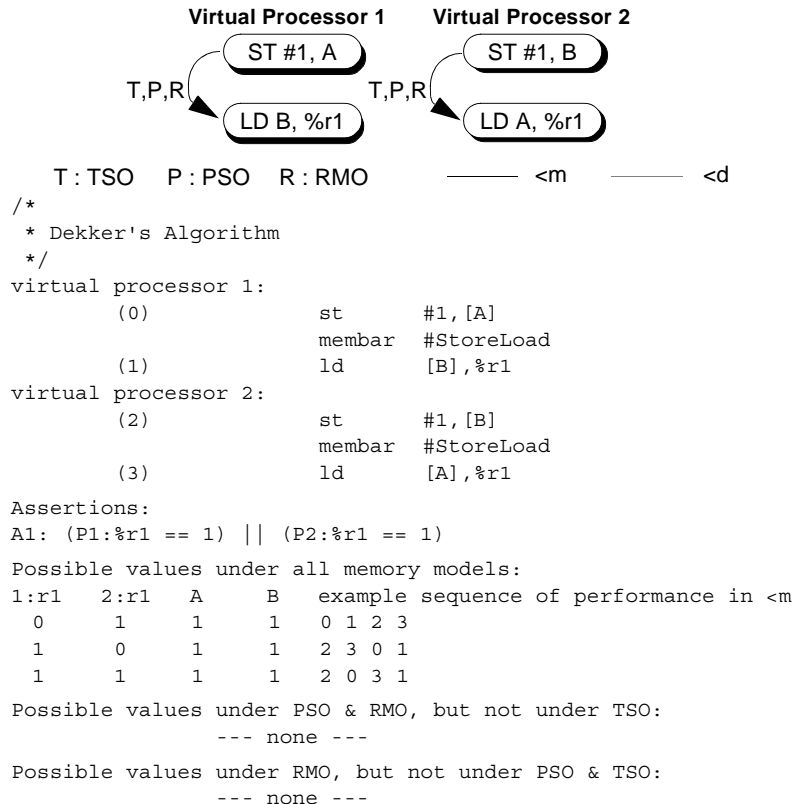 Virtual Processor 1 Virtual Processor 2
ST #1, A ST #1, B
T,P,R T,P,R
LD B, %r1 LD A, %r1
T : TSO P : PSO R : RMO <m <d
/*
* Dekker's Algorithm
*/
virtual processor 1:
(0) st #1,[A]
membar #StoreLoad
(1) ld [B],%r1
virtual processor 2:
(2) st #1,[B]
membar #StoreLoad
(3) ld [A],%r1
Assertions:
A1: (P1:%r1 == 1) || (P2:%r1 == 1)
Possible values under all memory models:
1:r1 2:r1 A B example sequence of performance in <m
0 1 1 1 0 1 2 3
1 0 1 1 2 3 0 1
1 1 1 1 2 0 3 1
Possible values under PSO & RMO, but not under TSO:
--- none ---
Possible values under RMO, but not under PSO & TSO:
--- none ---